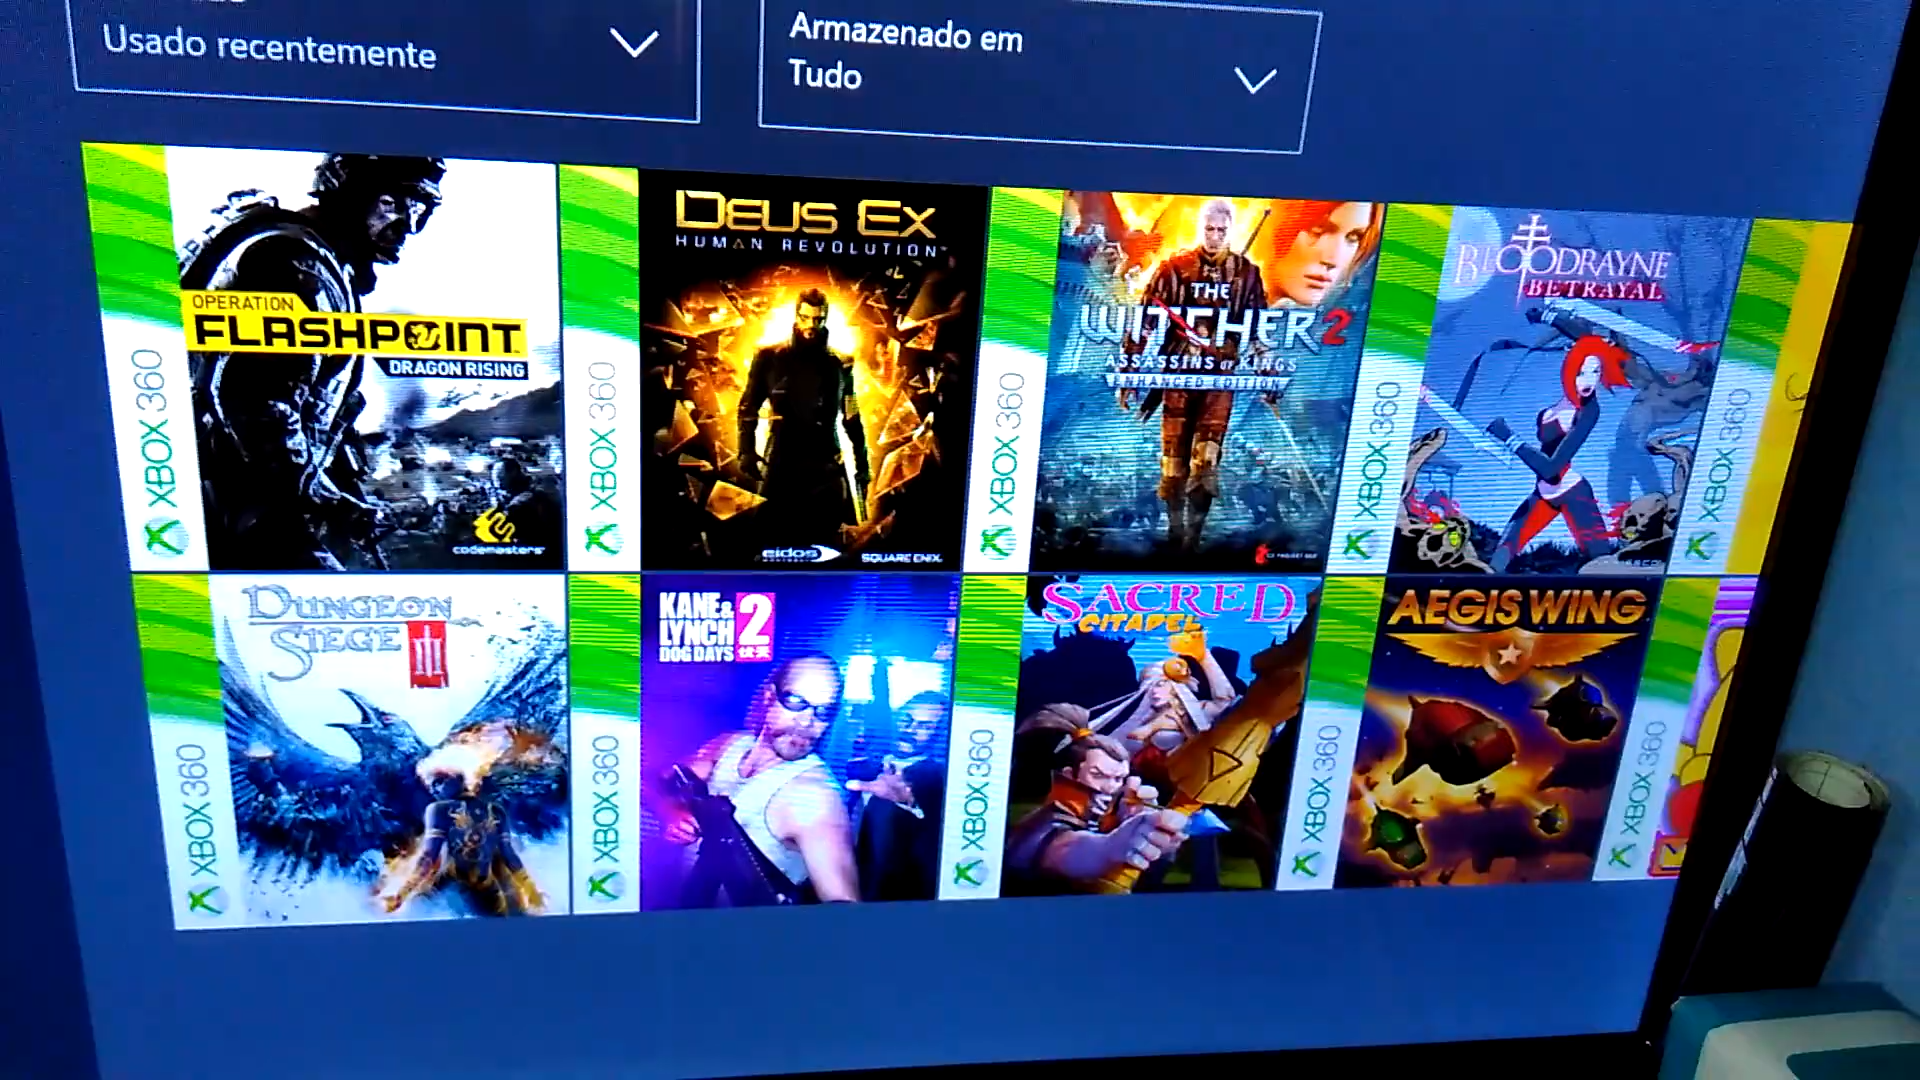 Usado recentemente
Armazenado em
Tudo
XBOX 360
OPERATION
FLASHPOINT
DRAGON RISING
codemasters
XBOX 360
DEUS EX
HUMAN REVOLUTION
eidos
SQUARE ENIX
XBOX 360
THE
WITCHER 2
ASSASSINS OF KINGS
ENHANCED EDITION
CD PROJEKT RED
XBOX 360
BLOODRAYNE
BETRAYAL
XBOX 360
XBOX 360
DUNGEON
SIEGE III
XBOX 360
KANE &
LYNCH 2
DOG DAYS
XBOX 360
SACRED
CITADEL
XBOX 360
AEGIS WING
XBOX 360